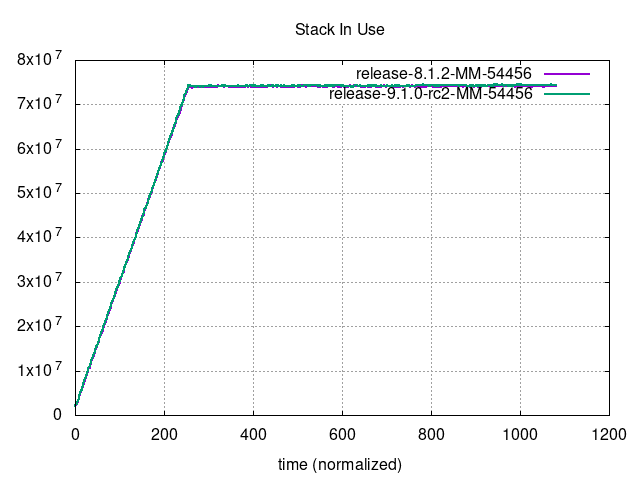 Stack In Use
8x10^7
7x10^7
6x10^7
5x10^7
4x10^7
3x10^7
2x10^7
1x10^7
0
release-8.1.2-MM-54456
release-9.1.0-rc2-MM-54456
0 200 400 600 800 1000 1200
time (normalized)